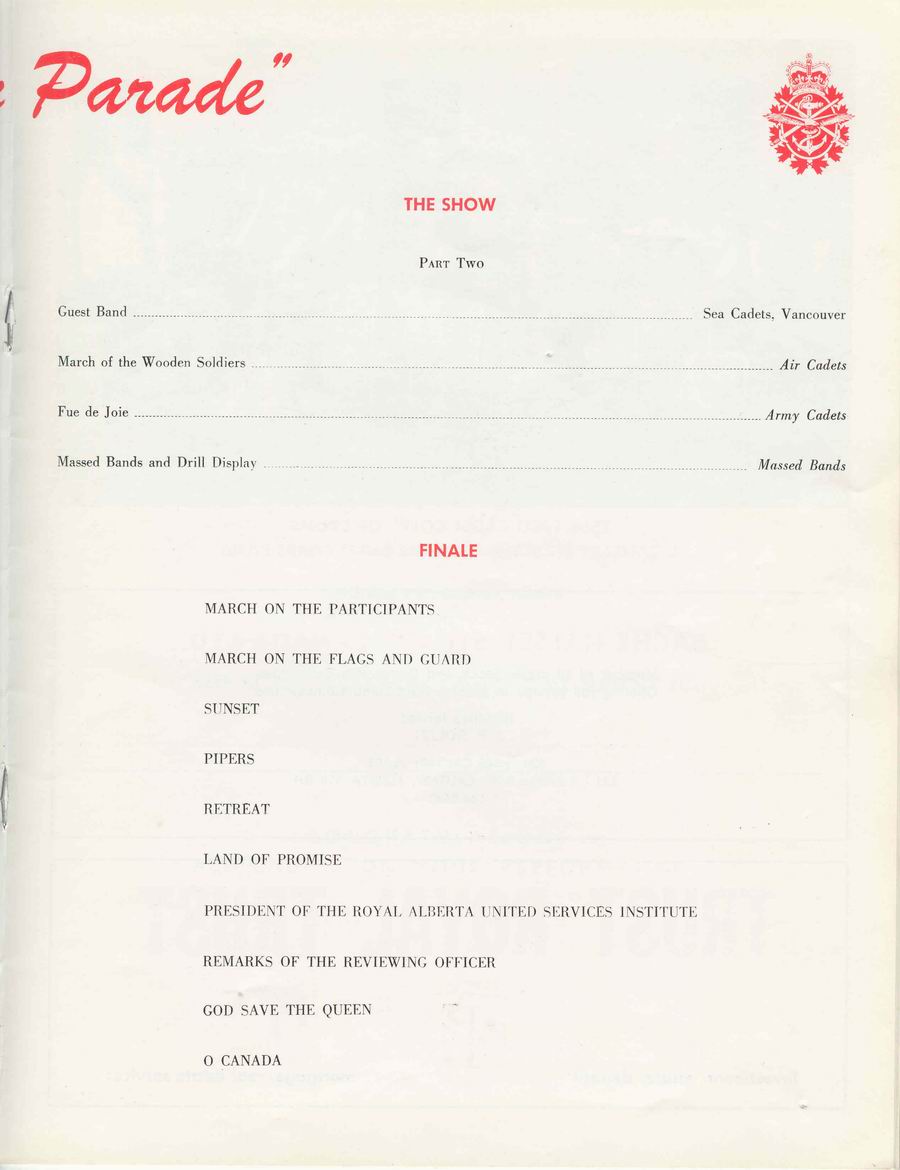 Parade"
THE SHOW
PART TWO
Guest Band ........ Sea Cadets, Vancouver
March of the Wooden Soldiers ........ Air Cadets
Fue de Joie ........ Army Cadets
Massed Bands and Drill Display ........ Massed Bands
FINALE
MARCH ON THE PARTICIPANTS
MARCH ON THE FLAGS AND GUARD
SUNSET
PIPERS
RETREAT
LAND OF PROMISE
PRESIDENT OF THE ROYAL ALBERTA UNITED SERVICES INSTITUTE
REMARKS OF THE REVIEWING OFFICER
GOD SAVE THE QUEEN
O CANADA